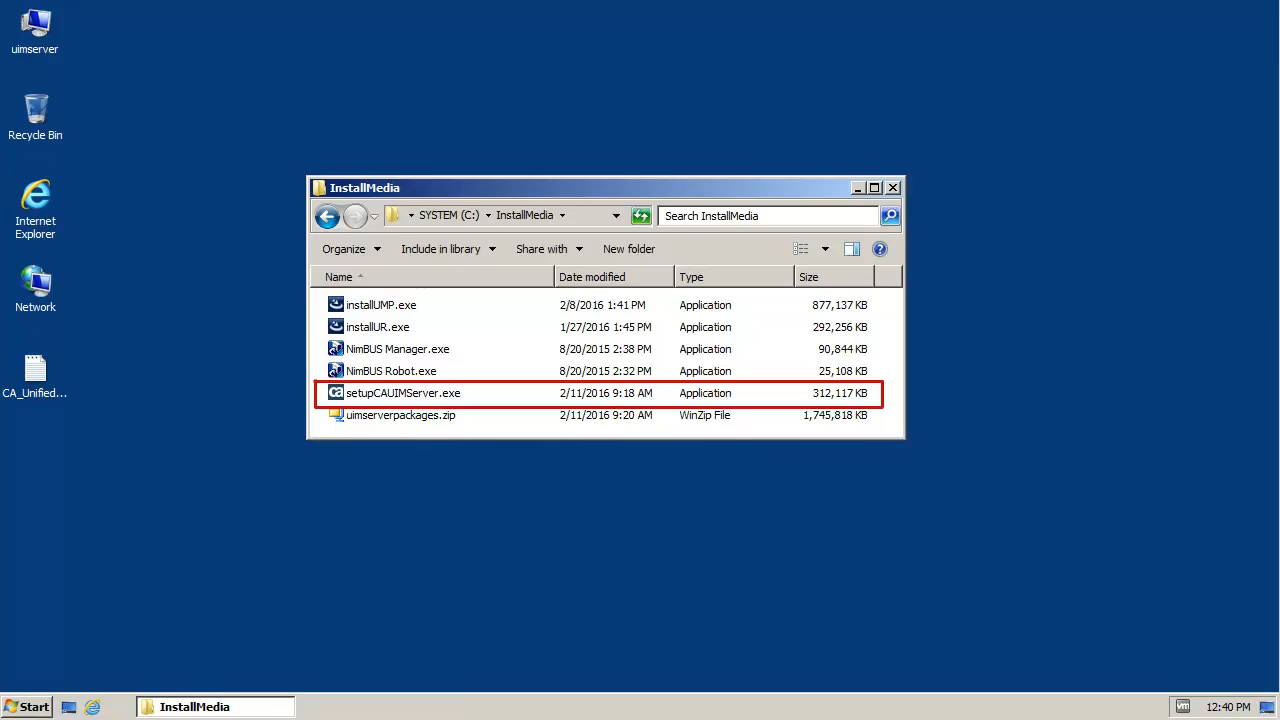 uimserver
Recycle Bin
Internet
Explorer
Network
CA_Unified...
InstallMedia
SYSTEM (C:) InstallMedia
Search InstallMedia
Organize Include in library Share with New folder
Name Date modified Type Size
installUMP.exe 2/8/2016 1:41 PM Application 877,137 KB
installUR.exe 1/27/2016 1:45 PM Application 292,256 KB
NimBUS Manager.exe 8/20/2015 2:38 PM Application 90,844 KB
NimBUS Robot.exe 8/20/2015 2:32 PM Application 25,108 KB
ca setupCAUIMServer.exe 2/11/2016 9:18 AM Application 312,117 KB
uimserverpackages.zip 2/11/2016 9:20 AM WinZip File 1,745,818 KB
Start InstallMedia vm 12:40 PM